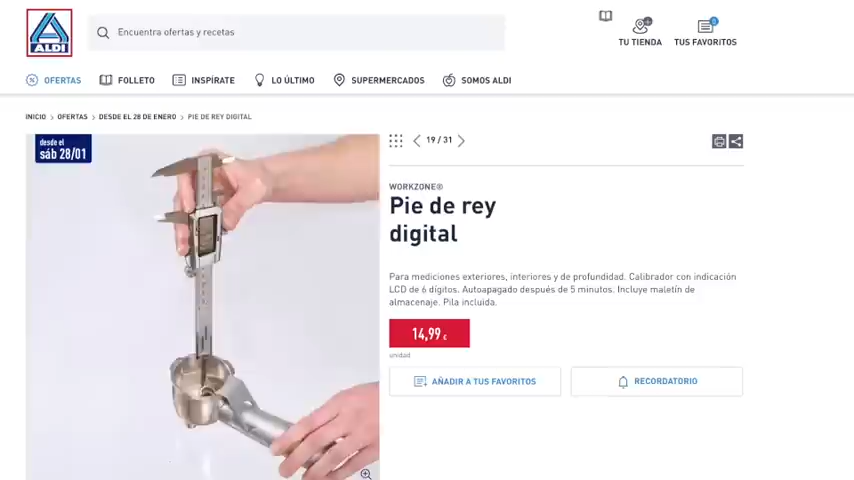 ALDI
Encuentra ofertas y recetas
TU TIENDA
TUS FAVORITOS
OFERTAS
FOLLETO
INSPÍRATE
LO ÚLTIMO
SUPERMERCADOS
SOMOS ALDI
INICIO > OFERTAS > DESDE EL 28 DE ENERO > PIE DE REY DIGITAL
desde el
sáb 28/01
19 / 31
WORKZONE®
Pie de rey
digital
Para mediciones exteriores, interiores y de profundidad. Calibrador con indicación
LCD de 6 dígitos. Autoapagado después de 5 minutos. Incluye maletín de
almacenaje. Pila incluida.
14,99 €
unidad
AÑADIR A TUS FAVORITOS
RECORDATORIO